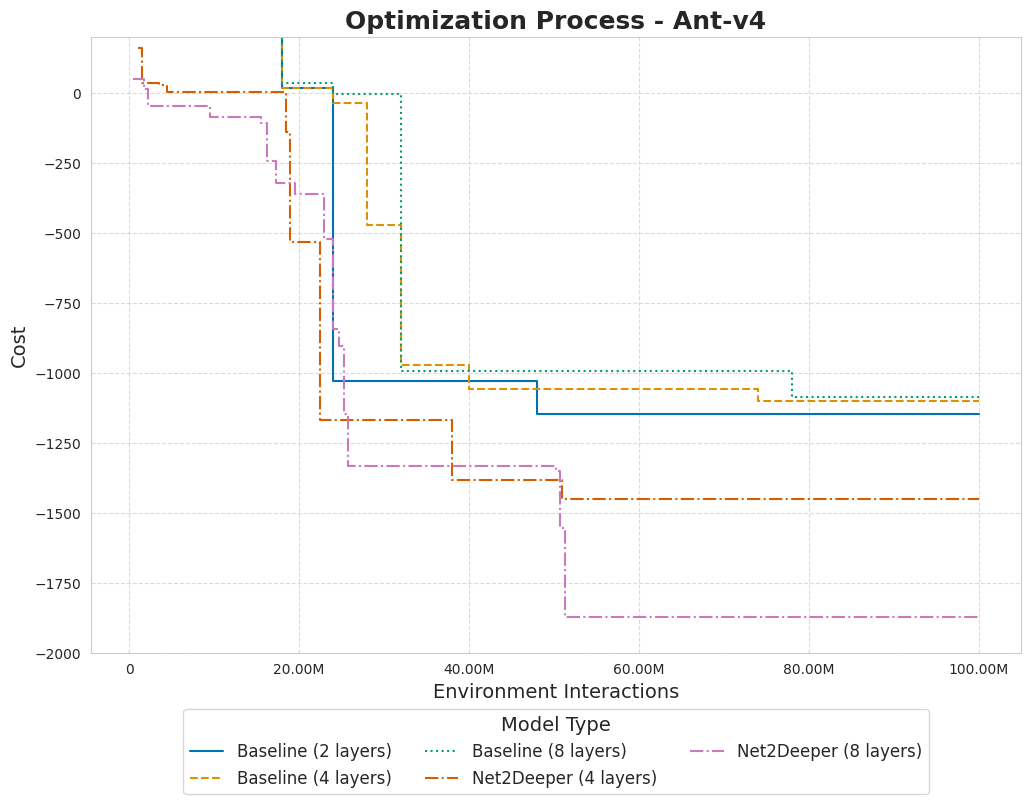 Optimization Process - Ant-v4
0
−250
−500
−750
−1000
−1250
−1500
−1750
−2000
Cost
0
20.00M
40.00M
60.00M
80.00M
100.00M
Environment Interactions
Model Type
Baseline (2 layers)
Baseline (4 layers)
Baseline (8 layers)
Net2Deeper (4 layers)
Net2Deeper (8 layers)